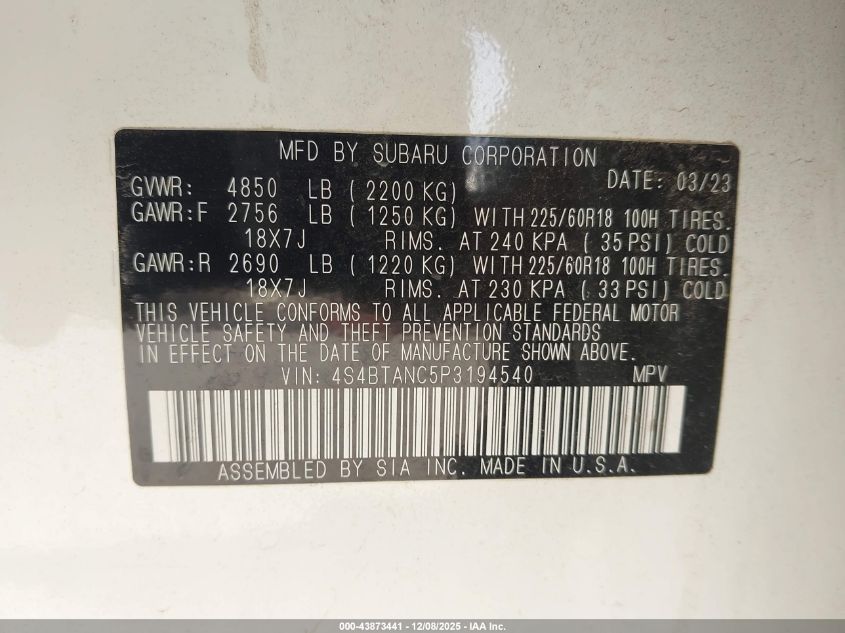 MFD BY SUBARU CORPORATION
DATE: 03/23
GVWR: 4850 LB ( 2200 KG)
GAWR:F 2756 LB ( 1250 KG) WITH 225/60R18 100H TIRES.
18X7J RIMS. AT 240 KPA ( 35 PSI) COLD
GAWR:R 2690 LB ( 1220 KG) WITH 225/60R18 100H TIRES.
18X7J RIMS. AT 230 KPA ( 33 PSI) COLD
THIS VEHICLE CONFORMS TO ALL APPLICABLE FEDERAL MOTOR
VEHICLE SAFETY AND THEFT PREVENTION STANDARDS
IN EFFECT ON THE DATE OF MANUFACTURE SHOWN ABOVE.
VIN: 4S4BTANC5P3194540 MPV
ASSEMBLED BY SIA INC. MADE IN U.S.A.
000-43873441 - 12/08/2025 - IAA Inc.